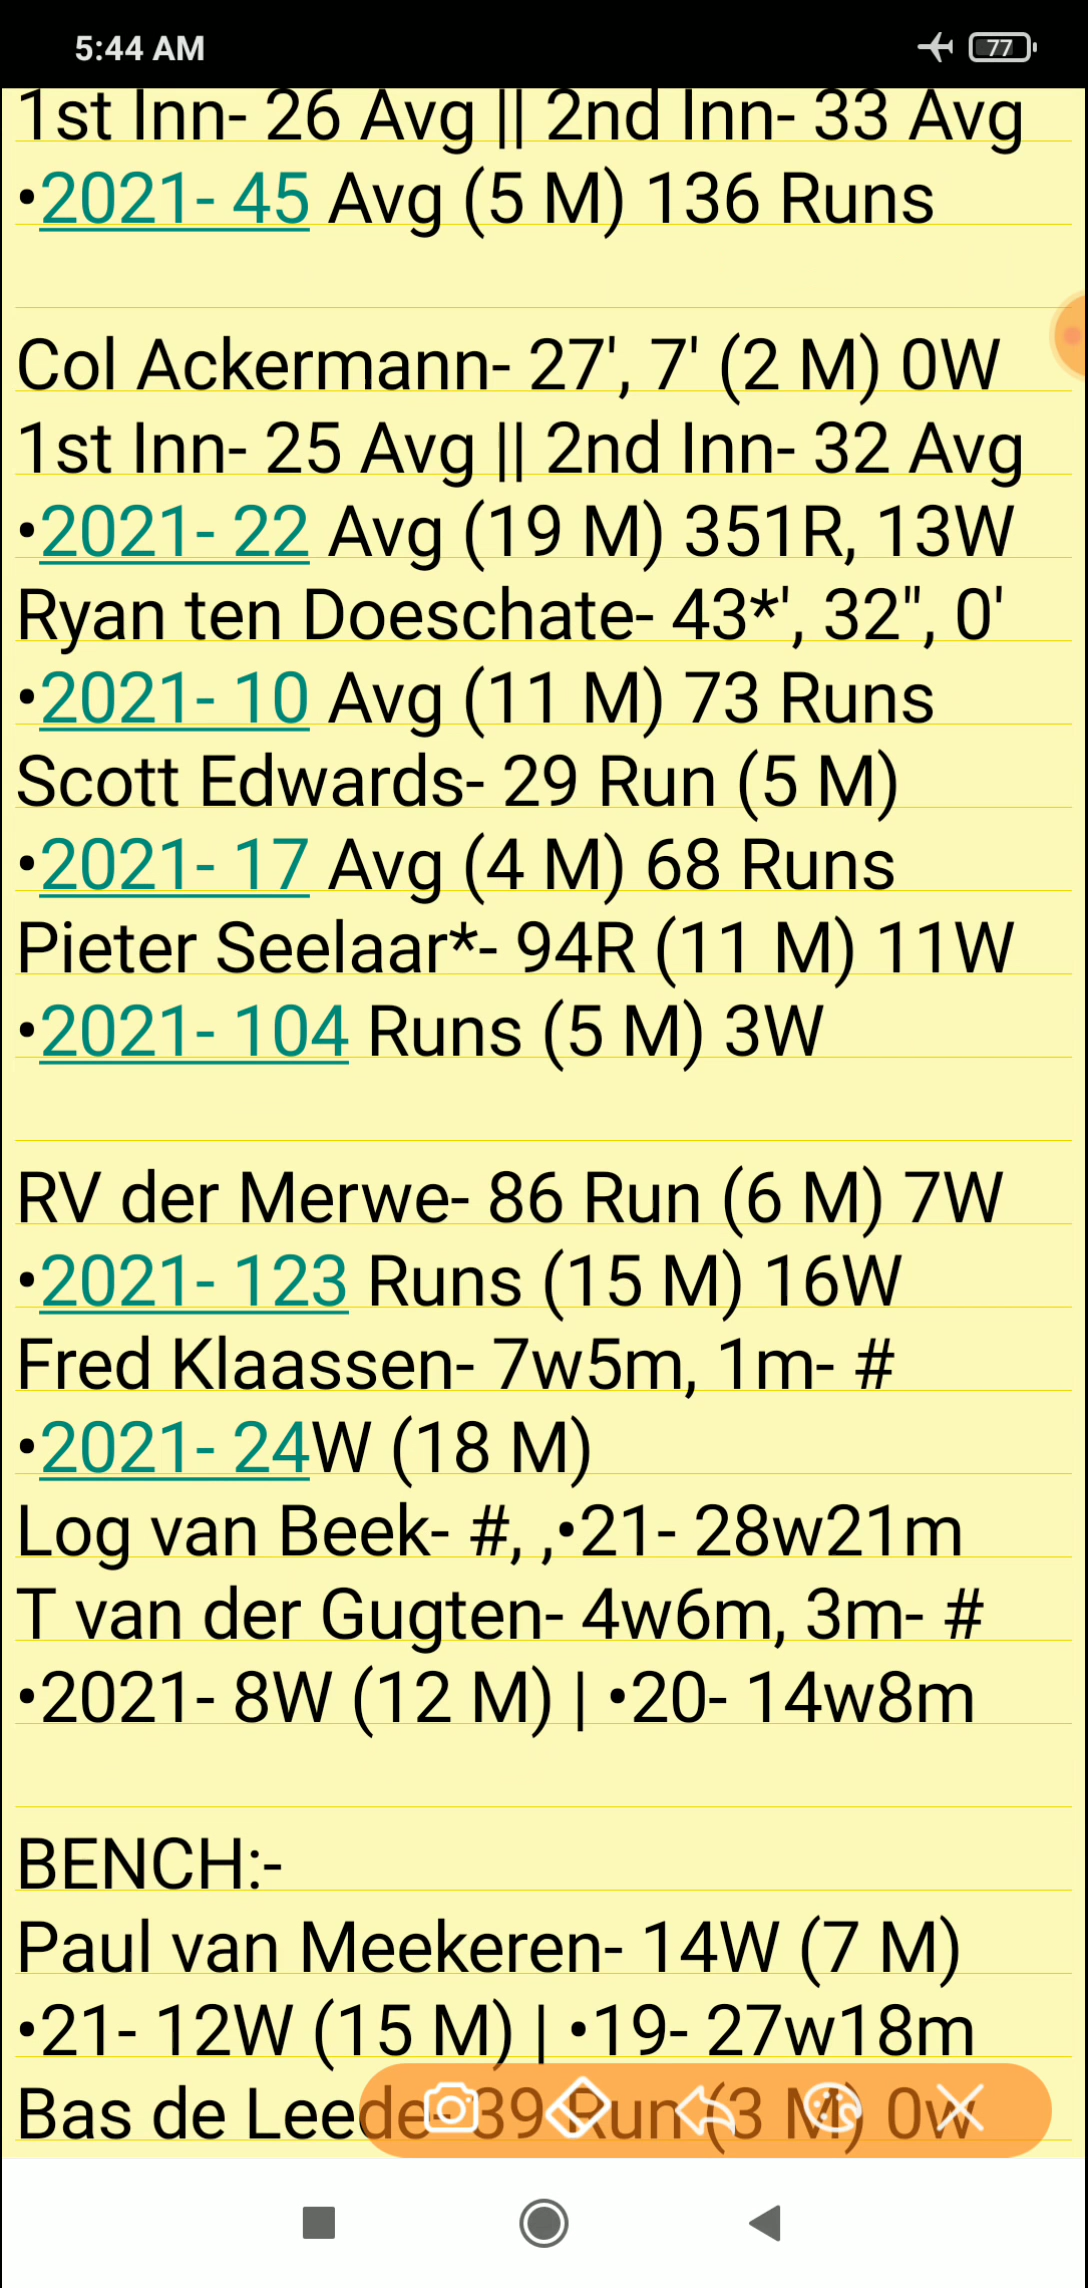 5:44 AM
77
1st Inn- 26 Avg || 2nd Inn- 33 Avg
•2021- 45 Avg (5 M) 136 Runs
Col Ackermann- 27', 7' (2 M) 0W
1st Inn- 25 Avg || 2nd Inn- 32 Avg
•2021- 22 Avg (19 M) 351R, 13W
Ryan ten Doeschate- 43*', 32", 0'
•2021- 10 Avg (11 M) 73 Runs
Scott Edwards- 29 Run (5 M)
•2021- 17 Avg (4 M) 68 Runs
Pieter Seelaar*- 94R (11 M) 11W
•2021- 104 Runs (5 M) 3W
RV der Merwe- 86 Run (6 M) 7W
•2021- 123 Runs (15 M) 16W
Fred Klaassen- 7w5m, 1m- #
•2021- 24W (18 M)
Log van Beek- #, ,•21- 28w21m
T van der Gugten- 4w6m, 3m- #
•2021- 8W (12 M) | •20- 14w8m
BENCH:-
Paul van Meekeren- 14W (7 M)
•21- 12W (15 M) | •19- 27w18m
Bas de Leede- 39 Run (3 M) 0w